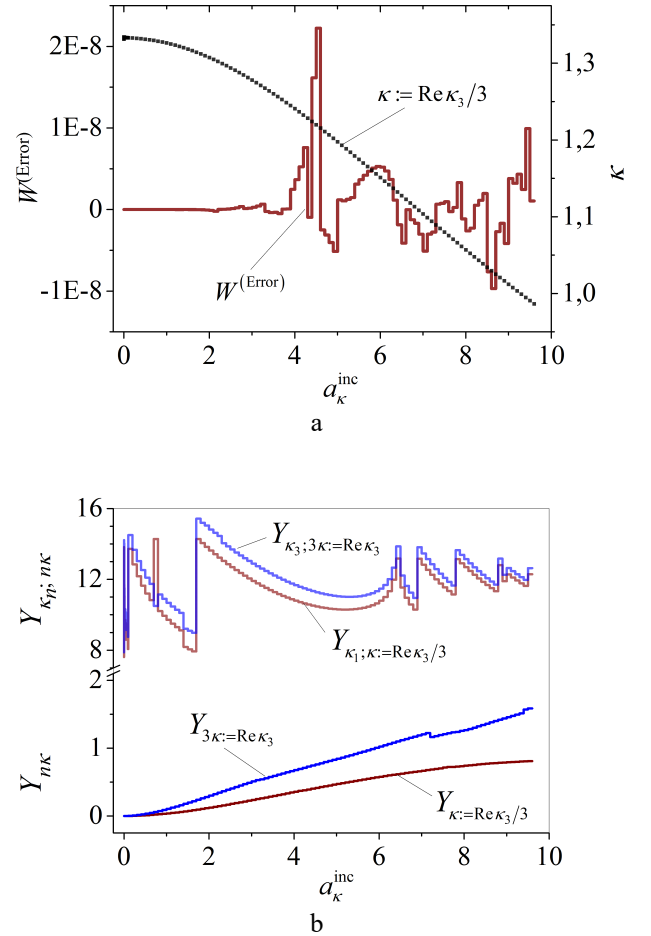 2E-8
1E-8
0
-1E-8
W^(Error)
1,3
1,2
1,1
1,0
κ
κ := Re κ₃/3
W^(Error)
0 2 4 6 8 10
a_κ^inc
a
16
12
8
2
1
0
Y_κₙ; nκ
Y_nκ
Y_κ₃; 3κ:=Re κ₃
Y_κ₁; κ:=Re κ₃/3
Y_3κ:=Re κ₃
Y_κ:=Re κ₃/3
0 2 4 6 8 10
a_κ^inc
b